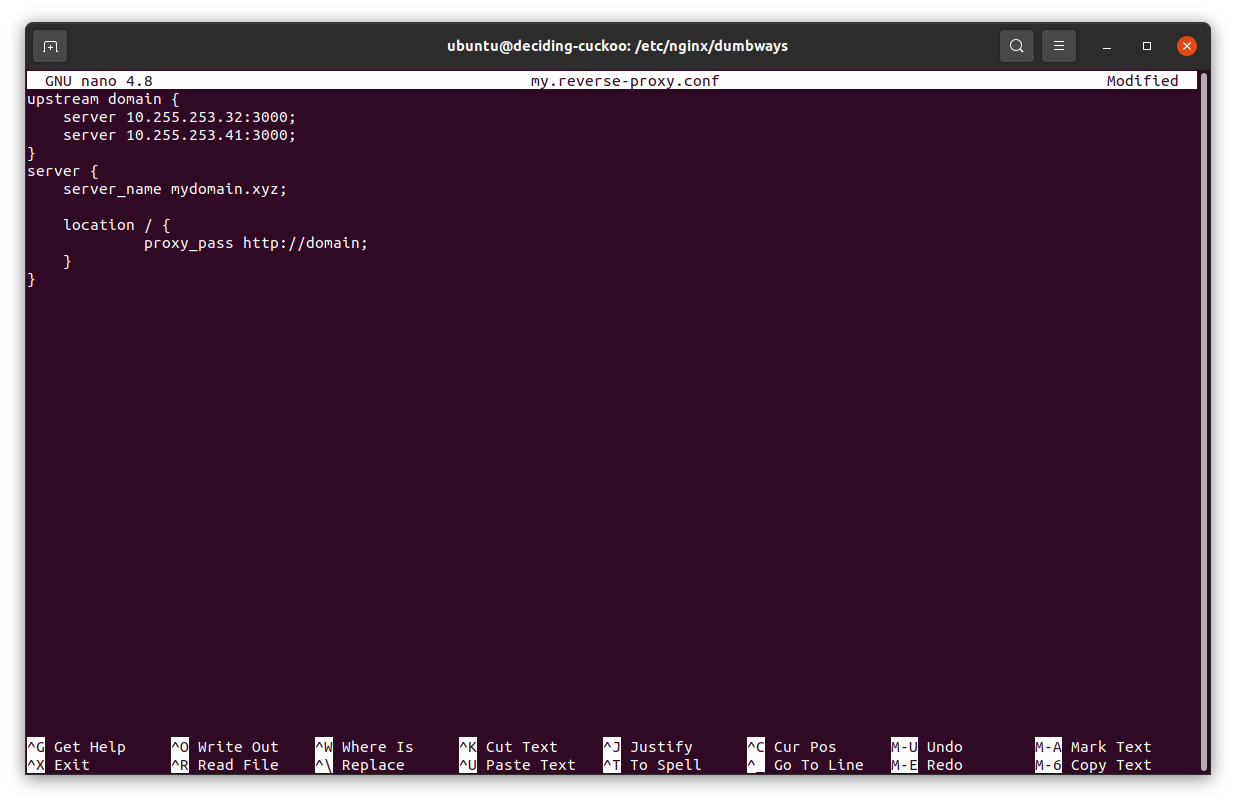 ubuntu@deciding-cuckoo: /etc/nginx/dumbways
GNU nano 4.8 my.reverse-proxy.conf Modified
upstream domain {
    server 10.255.253.32:3000;
    server 10.255.253.41:3000;
}
server {
    server_name mydomain.xyz;

    location / {
             proxy_pass http://domain;
    }
}
^G Get Help ^O Write Out ^W Where Is ^K Cut Text ^J Justify ^C Cur Pos M-U Undo M-A Mark Text
^X Exit ^R Read File ^\ Replace ^U Paste Text ^T To Spell ^_ Go To Line M-E Redo M-6 Copy Text